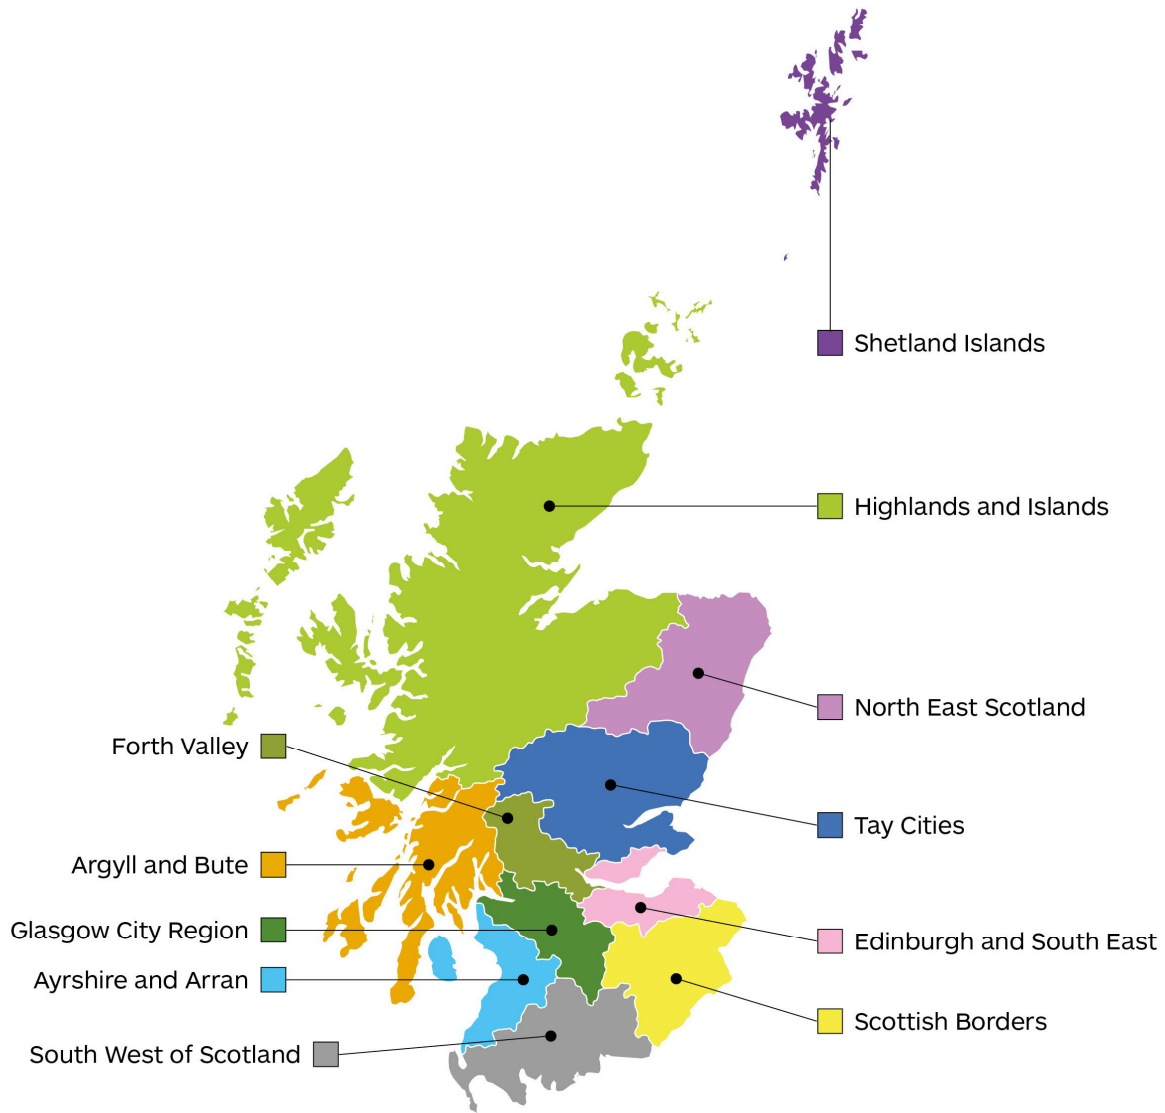 Shetland Islands
Highlands and Islands
North East Scotland
Forth Valley
Tay Cities
Argyll and Bute
Glasgow City Region
Edinburgh and South East
Ayrshire and Arran
Scottish Borders
South West of Scotland